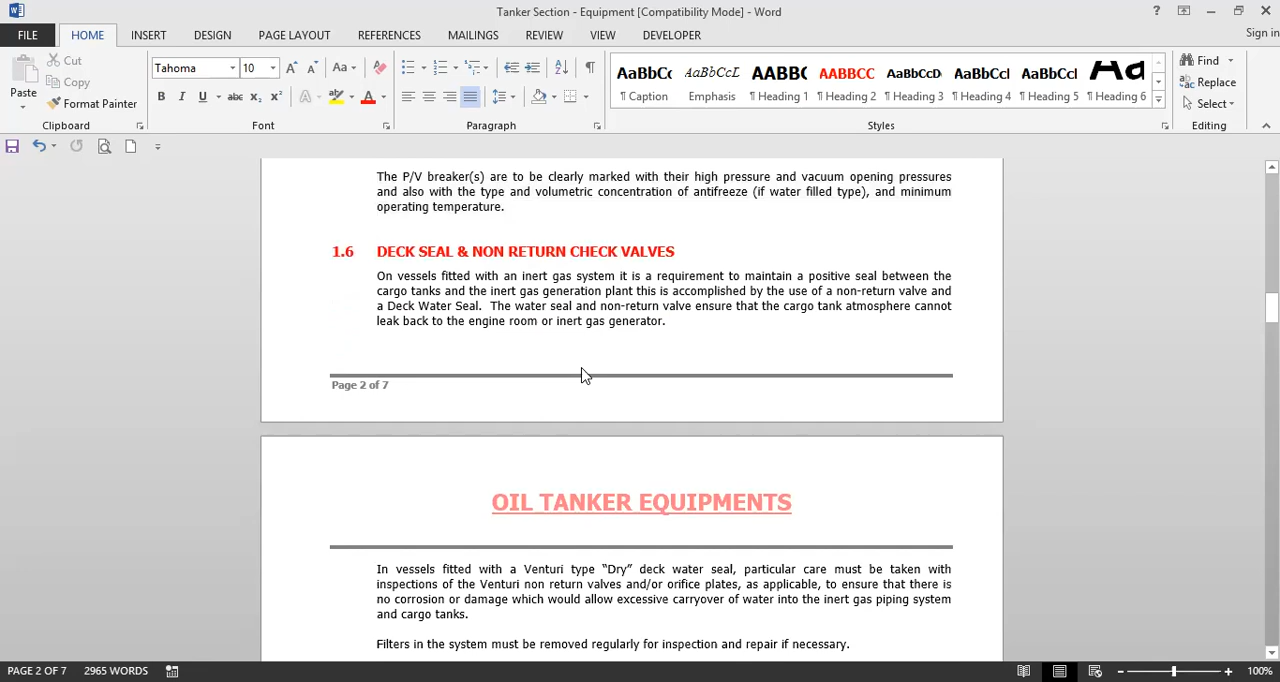 Tanker Section - Equipment [Compatibility Mode] - Word
?
FILE HOME INSERT DESIGN PAGE LAYOUT REFERENCES MAILINGS REVIEW VIEW DEVELOPER Sign in
Paste
Cut
Copy
Format Painter
Clipboard
Tahoma 10
Font
Paragraph
AaBbCc AaBbCcL AABBC AABBCC AaBbCcD AaBbCcI AaBbCcI AaB
¶ Caption Emphasis ¶ Heading 1 ¶ Heading 2 ¶ Heading 3 ¶ Heading 4 ¶ Heading 5 ¶ Heading 6
Styles
Find
Replace
Select
Editing
The P/V breaker(s) are to be clearly marked with their high pressure and vacuum opening pressures
and also with the type and volumetric concentration of antifreeze (if water filled type), and minimum
operating temperature.
1.6 DECK SEAL & NON RETURN CHECK VALVES
On vessels fitted with an inert gas system it is a requirement to maintain a positive seal between the
cargo tanks and the inert gas generation plant this is accomplished by the use of a non-return valve and
a Deck Water Seal. The water seal and non-return valve ensure that the cargo tank atmosphere cannot
leak back to the engine room or inert gas generator.
Page 2 of 7
OIL TANKER EQUIPMENTS
In vessels fitted with a Venturi type “Dry” deck water seal, particular care must be taken with
inspections of the Venturi non return valves and/or orifice plates, as applicable, to ensure that there is
no corrosion or damage which would allow excessive carryover of water into the inert gas piping system
and cargo tanks.
Filters in the system must be removed regularly for inspection and repair if necessary.
PAGE 2 OF 7 2965 WORDS 100%